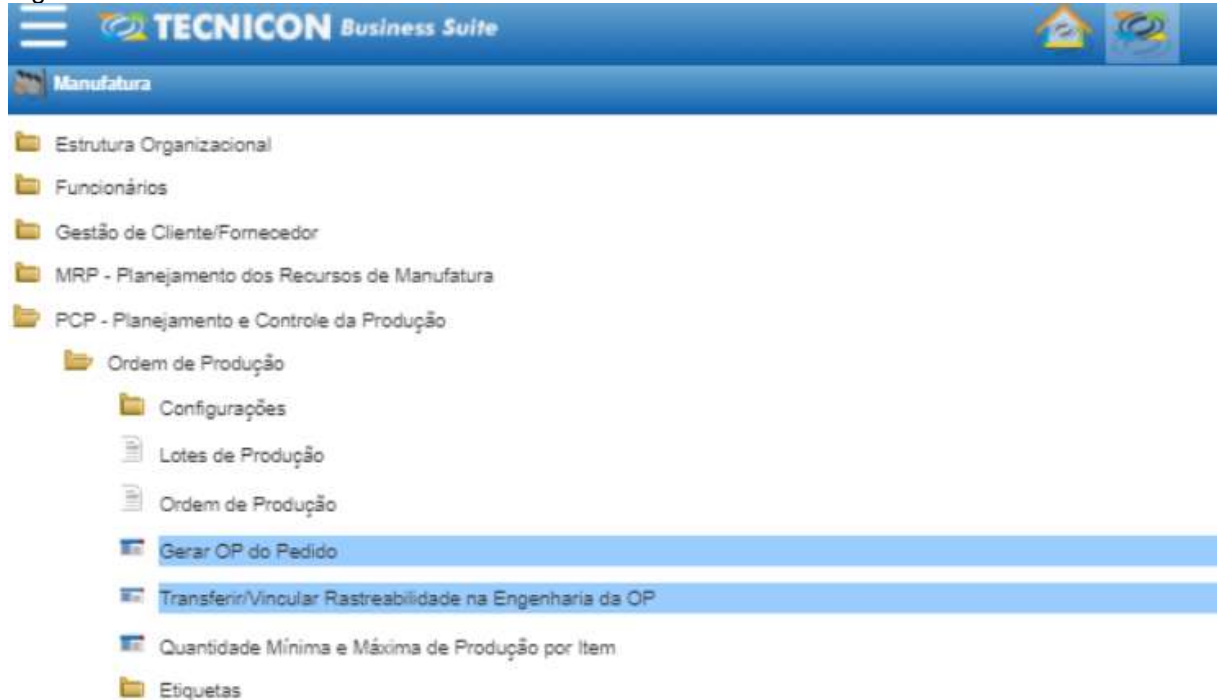 TECNICON Business Suite
Manufatura
Estrutura Organizacional
Funcionários
Gestão de Cliente/Fornecedor
MRP - Planejamento dos Recursos de Manufatura
PCP - Planejamento e Controle da Produção
Ordem de Produção
Configurações
Lotes de Produção
Ordem de Produção
Gerar OP do Pedido
Transferir/Vincular Rastreabilidade na Engenharia da OP
Quantidade Mínima e Máxima de Produção por Item
Etiquetas